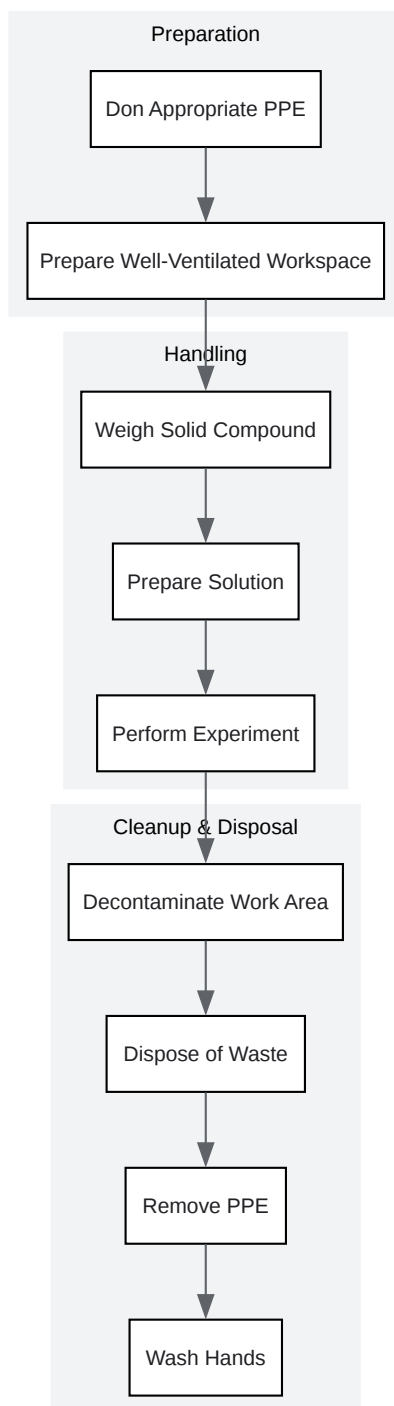 Preparation
Don Appropriate PPE
Prepare Well-Ventilated Workspace
Handling
Weigh Solid Compound
Prepare Solution
Perform Experiment
Cleanup & Disposal
Decontaminate Work Area
Dispose of Waste
Remove PPE
Wash Hands